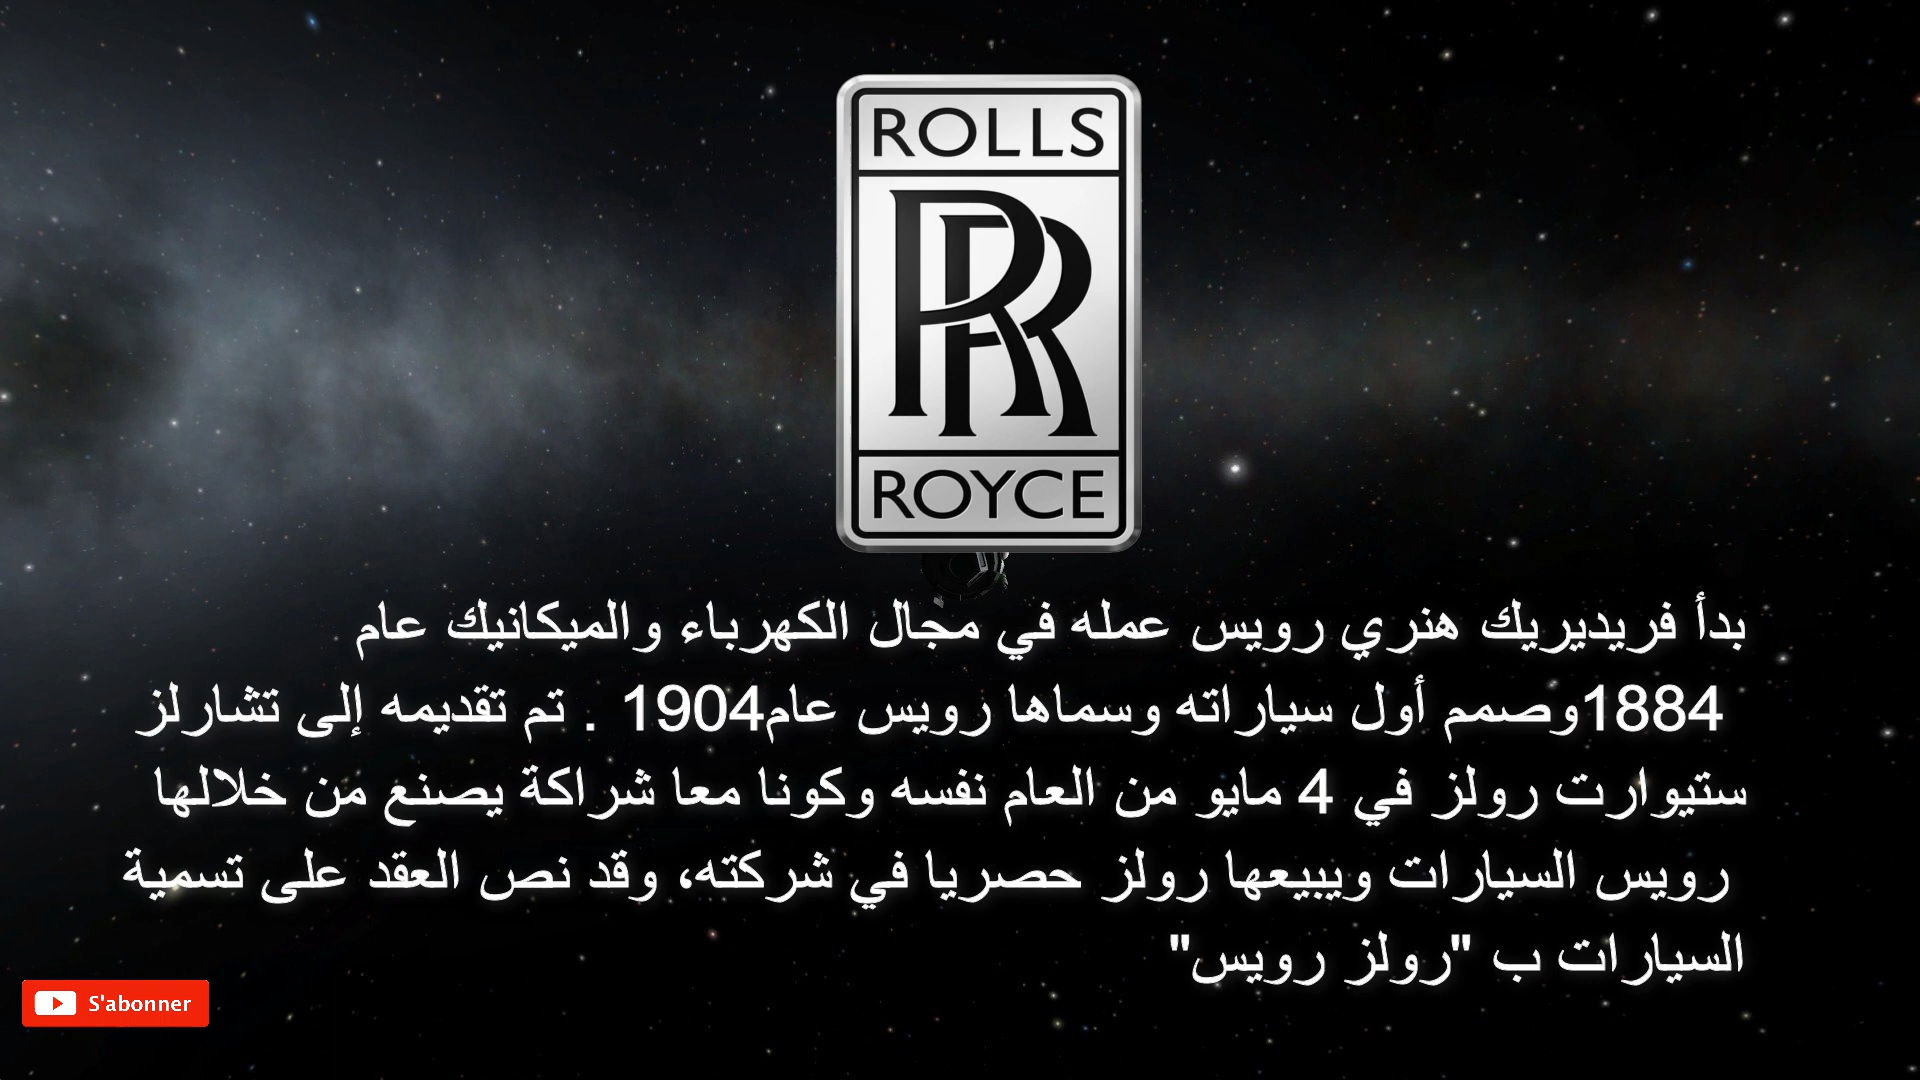 ROLLS
RR
ROYCE
بدأ فريديريك هنري رويس عمله في مجال الكهرباء والميكانيك عام
1884وصمم أول سياراته وسماها رويس عام1904 . تم تقديمه إلى تشارلز
ستيوارت رولز في 4 مايو من العام نفسه وكونا معا شراكة يصنع من خلالها
رويس السيارات ويبيعها رولز حصريا في شركته، وقد نص العقد على تسمية
السيارات ب "رولز رويس"
S'abonner